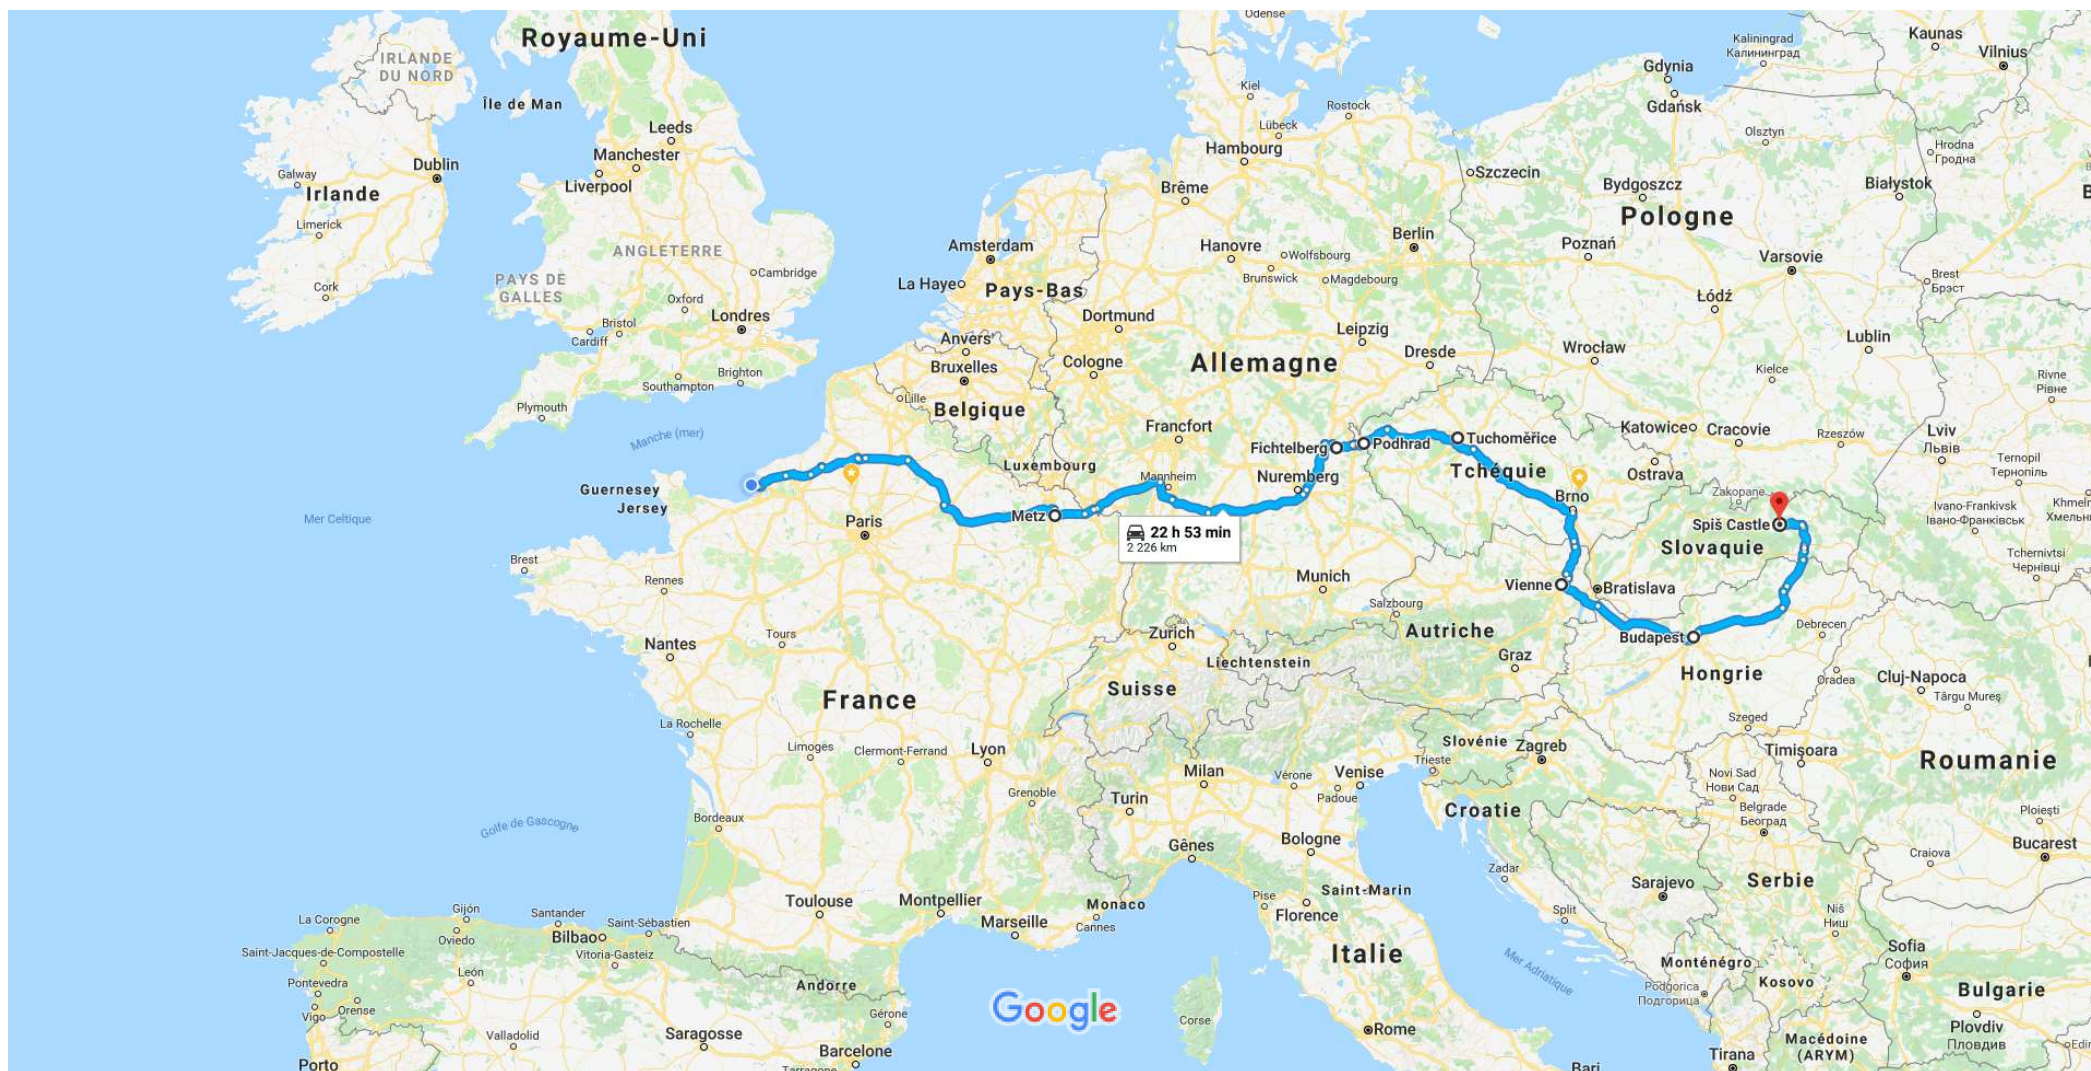 Odense
Royaume-Uni
IRLANDE
DU NORD
Île de Man
Kaliningrad
Калининград
Kaunas
Vilnius
Gdynia
Gdańsk
Kiel
Rostock
Lübeck
Hambourg
Olsztyn
Hrodna
Гродна
Leeds
Manchester
Liverpool
Dublin
Galway
Irlande
Limerick
Cork
Szczecin
Brême
Bydgoszcz
Białystok
Pologne
ANGLETERRE
PAYS DE
GALLES
Cambridge
Oxford
Londres
Bristol
Cardiff
Amsterdam
La Haye
Pays-Bas
Hanovre
Wolfsbourg
Brunswick
Magdebourg
Berlin
Poznań
Varsovie
Brest
Брэст
Łódź
Lublin
Dortmund
Anvers
Bruxelles
Cologne
Leipzig
Dresde
Allemagne
Wrocław
Kielce
Rivne
Рівне
Brighton
Southampton
Plymouth
Lille
Belgique
Manche (mer)
Francfort
Fichtelberg
Podhrad
Tuchoměřice
Katowice
Cracovie
Rzeszów
Lviv
Львів
Ternopil
Тернопіль
Luxembourg
Mannheim
Nuremberg
Tchéquie
Ostrava
Brno
Zakopane
Spiš Castle
Slovaquie
Ivano-Frankivsk
Івано-Франківськ
Guernesey
Jersey
Mer Celtique
Paris
Metz
22 h 53 min
2 226 km
Tchernivtsi
Чернівці
Brest
Rennes
Munich
Vienne
Bratislava
Salzbourg
Autriche
Budapest
Debrecen
Nantes
Tours
Zurich
Liechtenstein
Graz
Hongrie
Oradea
Cluj-Napoca
Târgu Mureș
France
Suisse
La Rochelle
Limoges
Clermont-Ferrand
Lyon
Slovénie
Zagreb
Szeged
Timișoara
Roumanie
Milan
Vérone
Venise
Padoue
Trieste
Novi Sad
Нови Сад
Grenoble
Turin
Croatie
Belgrade
Београд
Ploiești
Golfe de Gascogne
Bordeaux
Gênes
Bologne
Bucarest
Craiova
Zadar
Saint-Marin
Sarajevo
Serbie
Toulouse
Montpellier
Monaco
Pise
Florence
Split
Niš
Ниш
La Corogne
Gijón
Santander
Saint-Sébastien
Marseille
Cannes
Oviedo
Bilbao
Saint-Jacques-de-Compostelle
Vitoria-Gasteiz
Italie
Mer Adriatique
Monténégro
Sofia
София
León
Pontevedra
Andorre
Podgorica
Подгорица
Kosovo
Bulgarie
Vigo
Orense
Google
Corse
Gérone
Valladolid
Saragosse
Rome
Plovdiv
Пловдив
Macédoine
(ARYM)
Porto
Barcelone
Tarragone
Bari
Tirana